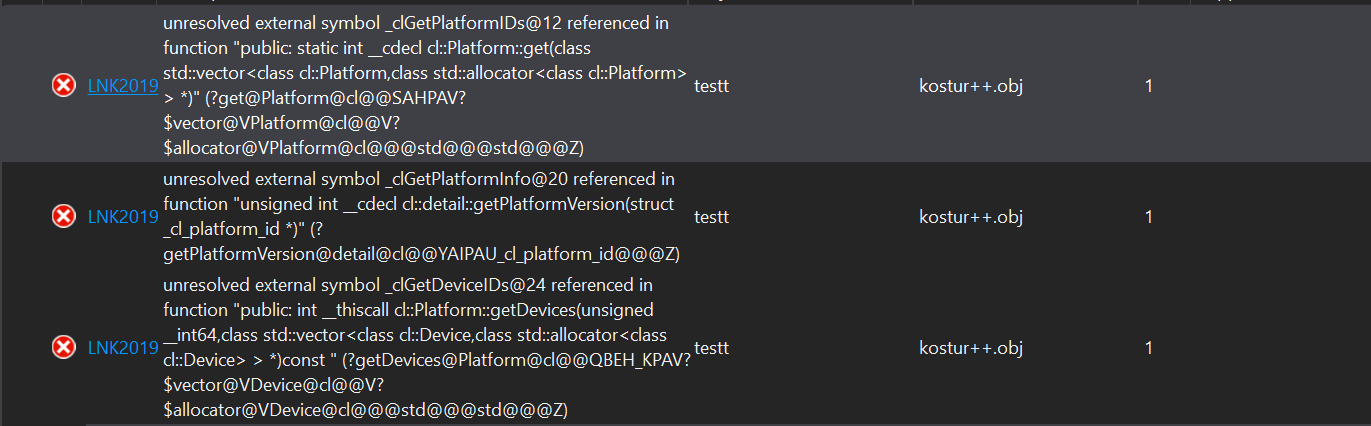 unresolved external symbol _clGetPlatformIDs@12 referenced in
function "public: static int __cdecl cl::Platform::get(class
std::vector<class cl::Platform,class std::allocator<class cl::Platform>
LNK2019
testt
kostur++.obj
1
> *)" (?get@Platform@cl@@SAHPAV?
$vector@VPlatform@cl@@V?
$allocator@VPlatform@cl@@@std@@@std@@@Z)
unresolved external symbol _clGetPlatformInfo@20 referenced in
function "unsigned int __cdecl cl::detail::getPlatformVersion(struct
LNK2019
testt
kostur++.obj
1
_cl_platform_id *)" (?
getPlatformVersion@detail@cl@@YAIPAU_cl_platform_id@@@Z)
unresolved external symbol _clGetDeviceIDs@24 referenced in
function "public: int __thiscall cl::Platform::getDevices(unsigned
__int64,class std::vector<class cl::Device,class std::allocator<class
LNK2019
testt
kostur++.obj
1
cl::Device> > *)const " (?getDevices@Platform@cl@@QBEH_KPAV?
$vector@VDevice@cl@@V?
$allocator@VDevice@cl@@@std@@@std@@@Z)